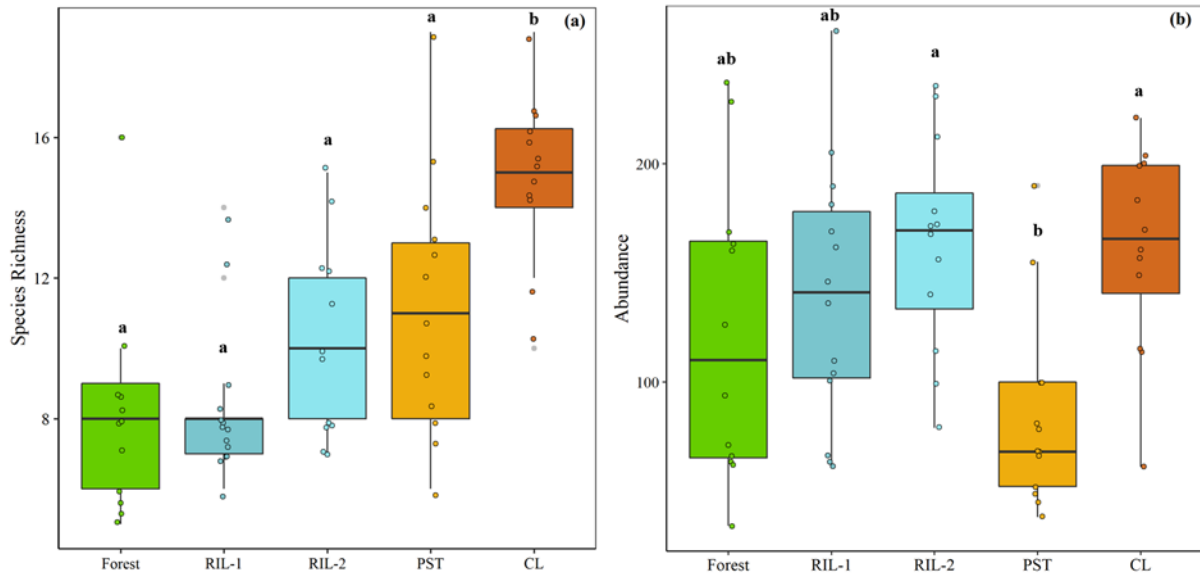 (a)
a
a
a
a
b
Species Richness
16
12
8
Forest
RIL-1
RIL-2
PST
CL
(b)
ab
ab
a
b
a
Abundance
200
100
Forest
RIL-1
RIL-2
PST
CL